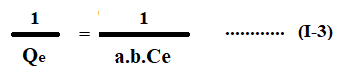 1/Qe = 1/a.b.Ce ............ (I-3)